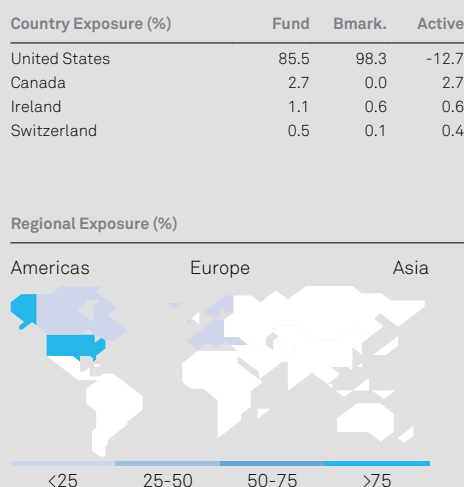 Country Exposure (%) Fund Bmark. Active
United States 85.5 98.3 -12.7
Canada 2.7 0.0 2.7
Ireland 1.1 0.6 0.6
Switzerland 0.5 0.1 0.4
Regional Exposure (%)
Americas Europe Asia
<25 25-50 50-75 >75